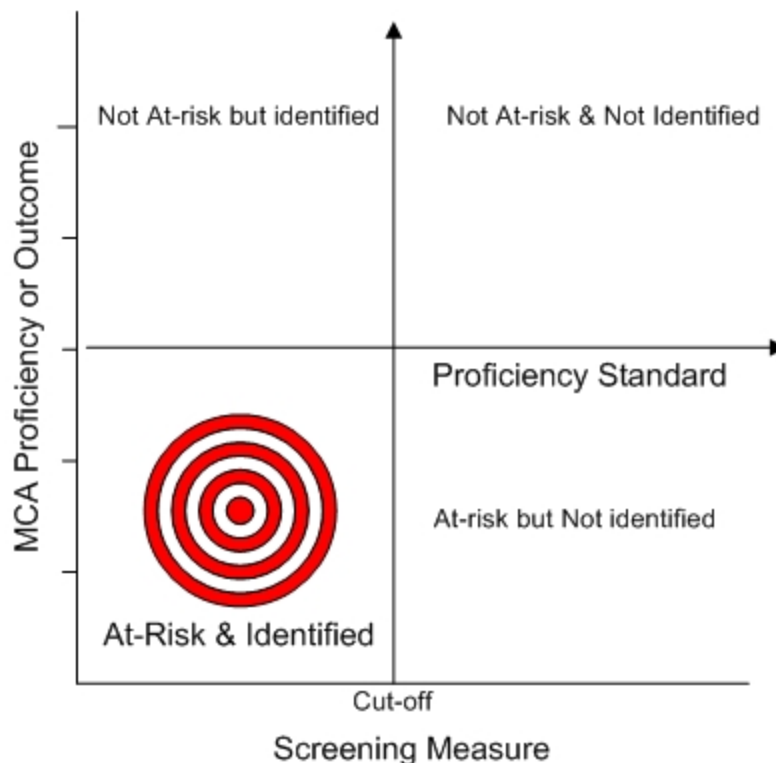 Not At-risk but identified
Not At-risk & Not Identified
MCA Proficiency or Outcome
Proficiency Standard
At-risk but Not identified
At-Risk & Identified
Cut-off
Screening Measure